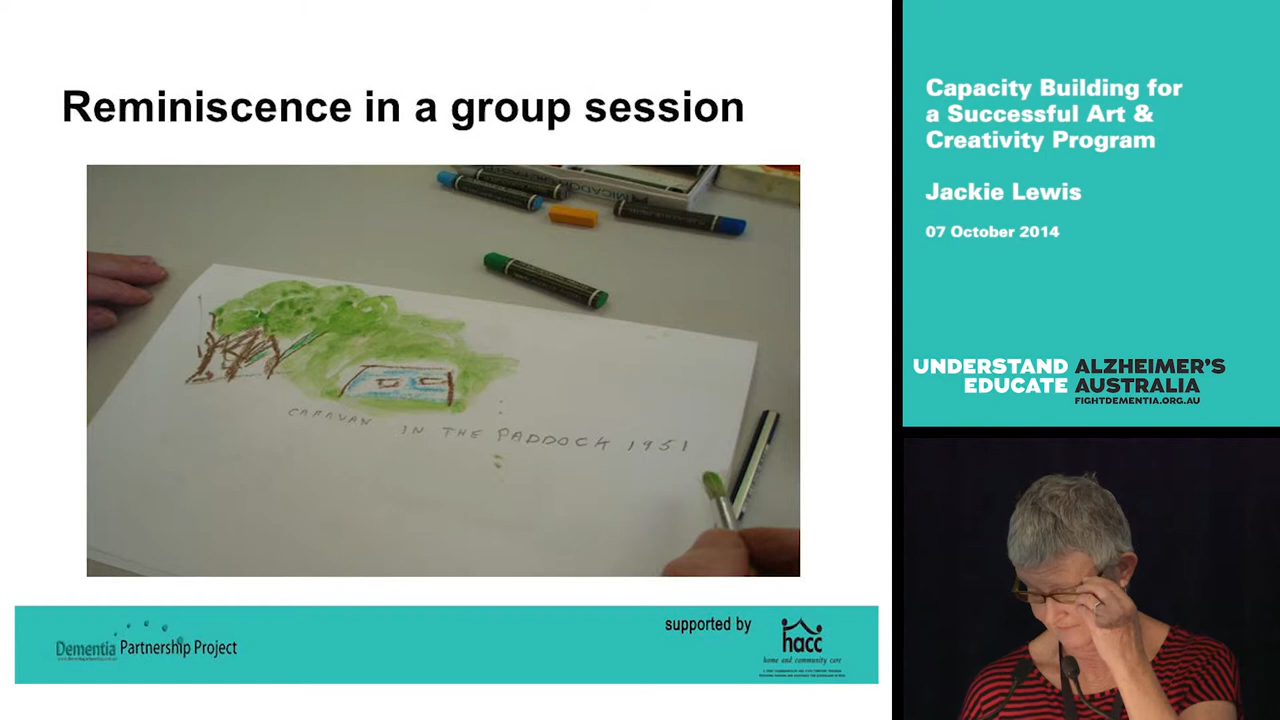 Reminiscence in a group session
MICADOR
CARAVAN IN THE PADDOCK 1951
Dementia Partnership Project
supported by
hacc
home and community care
Capacity Building for
a Successful Art &
Creativity Program
Jackie Lewis
07 October 2014
UNDERSTAND ALZHEIMER'S
EDUCATE AUSTRALIA
FIGHTDEMENTIA.ORG.AU